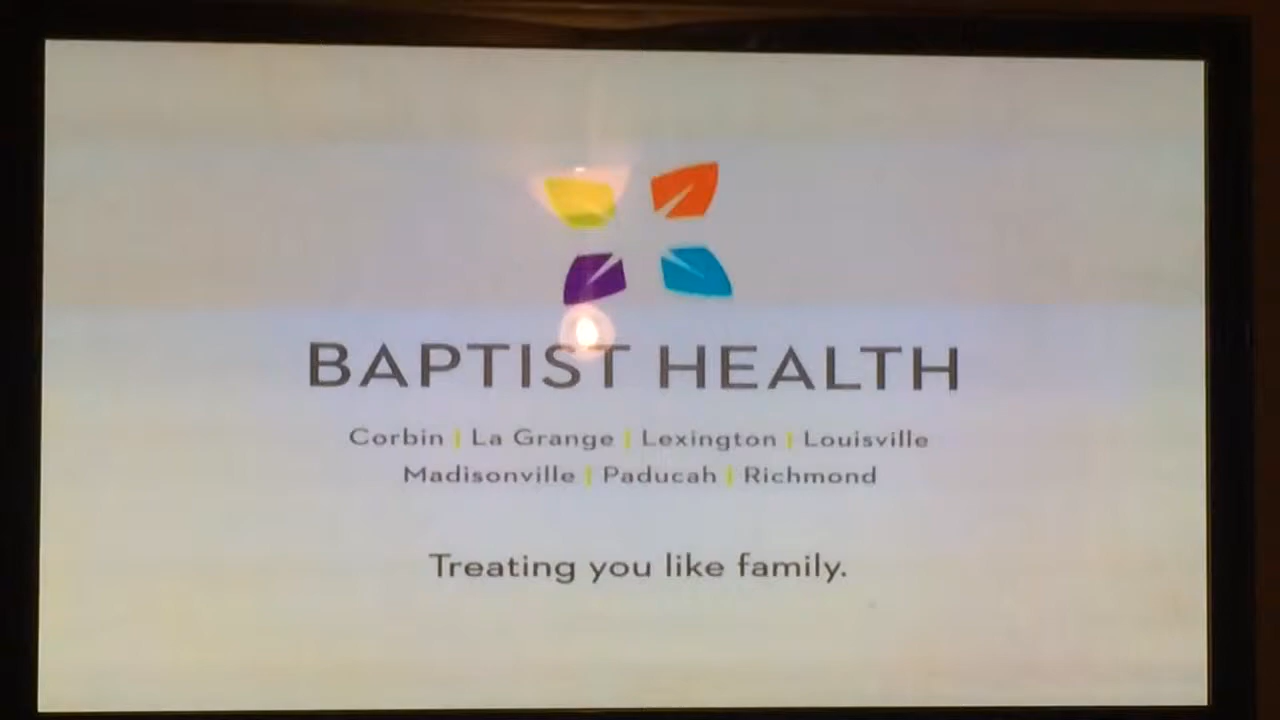 BAPTIST HEALTH
Corbin | La Grange | Lexington | Louisville
Madisonville | Paducah | Richmond
Treating you like family.